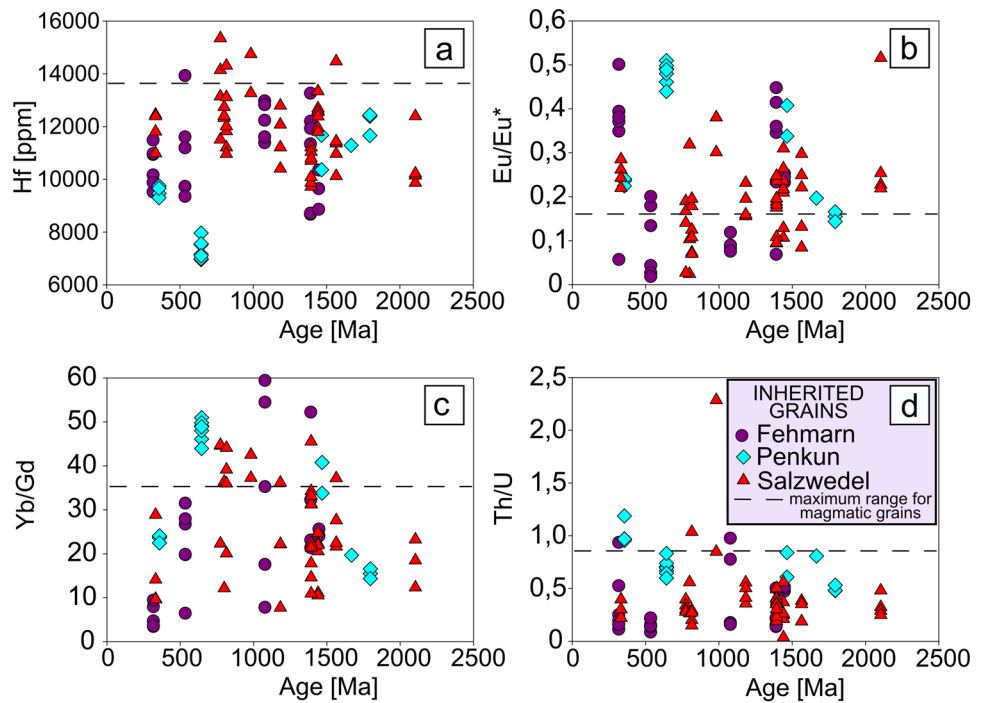 16000
14000
12000
10000
8000
6000
Hf [ppm]
a
0
500
1000
1500
2000
2500
Age [Ma]
0,6
0,5
0,4
0,3
0,2
0,1
0
Eu/Eu*
b
0
500
1000
1500
2000
2500
Age [Ma]
60
50
40
30
20
10
0
Yb/Gd
c
0
500
1000
1500
2000
2500
Age [Ma]
2,5
2,0
1,5
1,0
0,5
0
Th/U
d
INHERITED
GRAINS
Fehmarn
Penkun
Salzwedel
maximum range for
magmatic grains
0
500
1000
1500
2000
2500
Age [Ma]